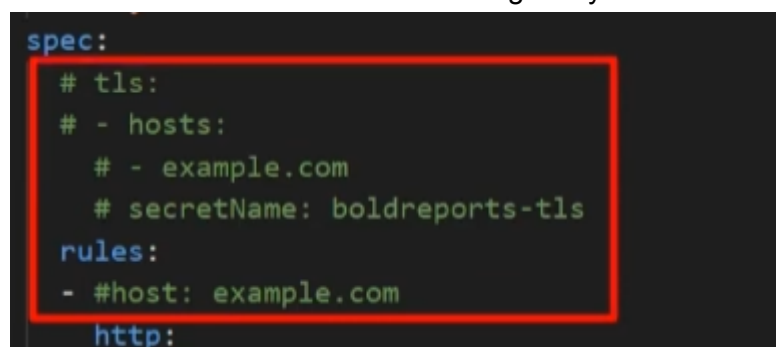 spec:
# tls:
# - hosts:
# - example.com
# secretName: boldreports-tls
rules:
- #host: example.com
http: